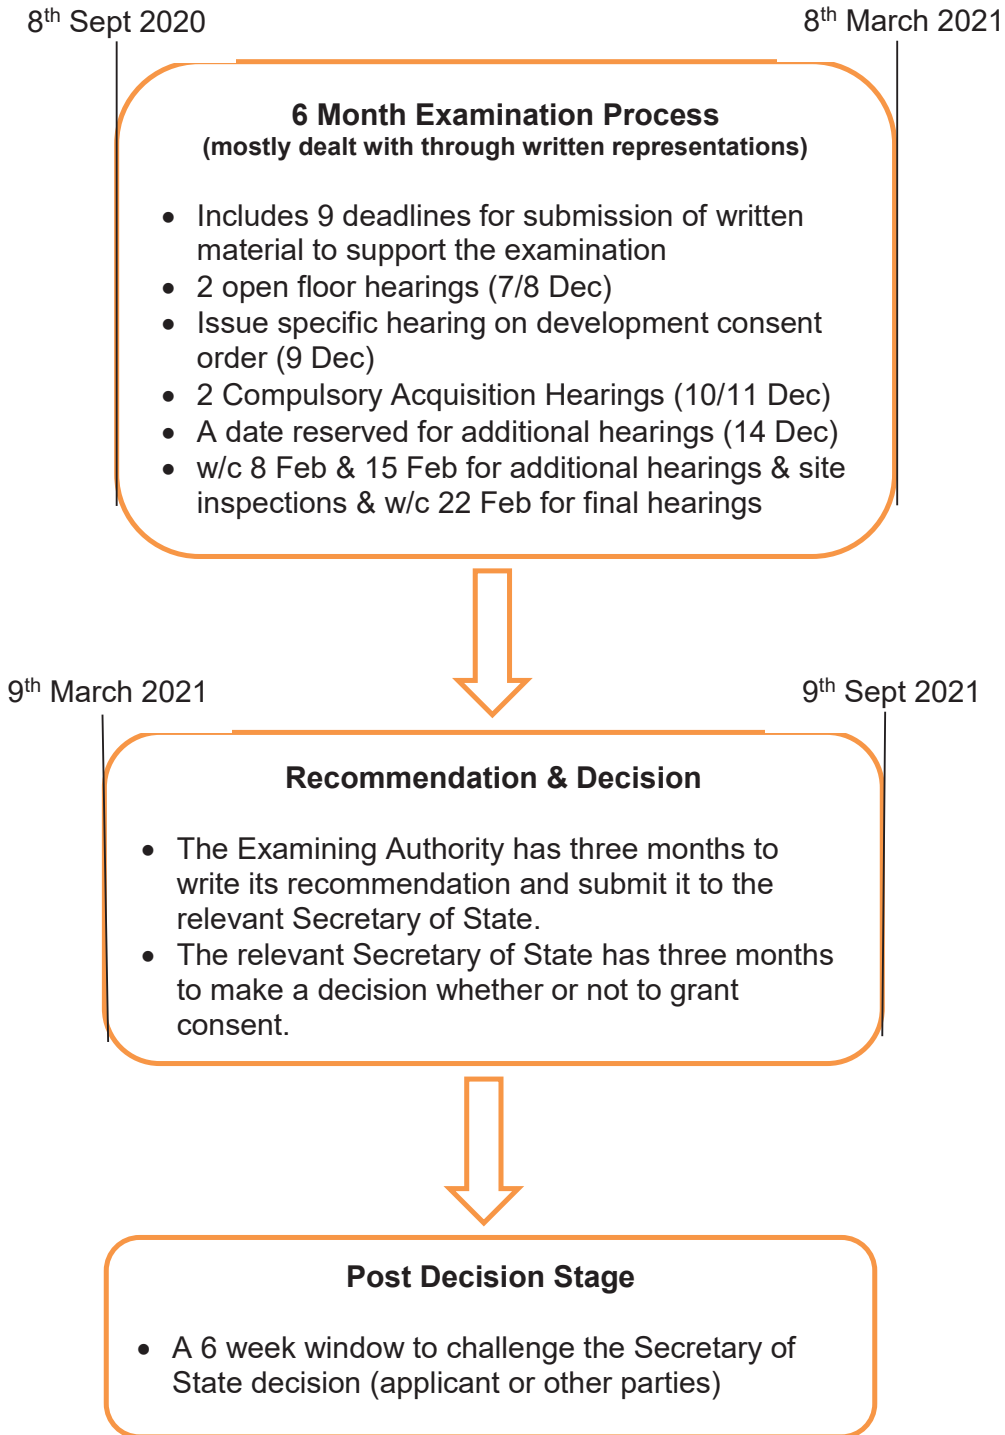 8th Sept 2020
8th March 2021
6 Month Examination Process
(mostly dealt with through written representations)
• Includes 9 deadlines for submission of written
material to support the examination
• 2 open floor hearings (7/8 Dec)
• Issue specific hearing on development consent
order (9 Dec)
• 2 Compulsory Acquisition Hearings (10/11 Dec)
• A date reserved for additional hearings (14 Dec)
• w/c 8 Feb & 15 Feb for additional hearings & site
inspections & w/c 22 Feb for final hearings
9th March 2021
9th Sept 2021
Recommendation & Decision
• The Examining Authority has three months to
write its recommendation and submit it to the
relevant Secretary of State.
• The relevant Secretary of State has three months
to make a decision whether or not to grant
consent.
Post Decision Stage
• A 6 week window to challenge the Secretary of
State decision (applicant or other parties)